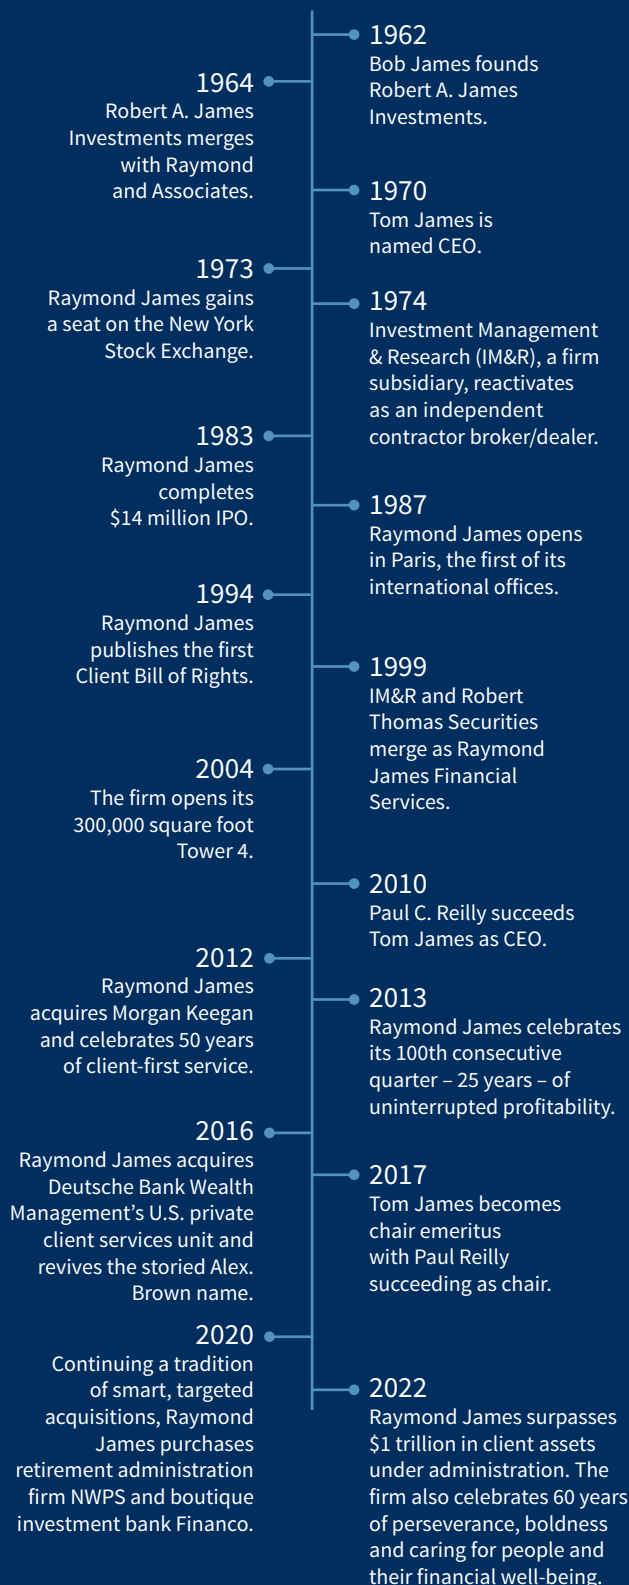 1962
Bob James founds
Robert A. James
Investments.
1964
Robert A. James
Investments merges
with Raymond
and Associates.
1970
Tom James is
named CEO.
1973
Raymond James gains
a seat on the New York
Stock Exchange.
1974
Investment Management
& Research (IM&R), a firm
subsidiary, reactivates
as an independent
contractor broker/dealer.
1983
Raymond James
completes
$14 million IPO.
1987
Raymond James opens
in Paris, the first of its
international offices.
1994
Raymond James
publishes the first
Client Bill of Rights.
1999
IM&R and Robert
Thomas Securities
merge as Raymond
James Financial
Services.
2004
The firm opens its
300,000 square foot
Tower 4.
2010
Paul C. Reilly succeeds
Tom James as CEO.
2012
Raymond James
acquires Morgan Keegan
and celebrates 50 years
of client-first service.
2013
Raymond James celebrates
its 100th consecutive
quarter – 25 years – of
uninterrupted profitability.
2016
Raymond James acquires
Deutsche Bank Wealth
Management’s U.S. private
client services unit and
revives the storied Alex.
Brown name.
2017
Tom James becomes
chair emeritus
with Paul Reilly
succeeding as chair.
2020
Continuing a tradition
of smart, targeted
acquisitions, Raymond
James purchases
retirement administration
firm NWPS and boutique
investment bank Financo.
2022
Raymond James surpasses
$1 trillion in client assets
under administration. The
firm also celebrates 60 years
of perseverance, boldness
and caring for people and
their financial well-being.